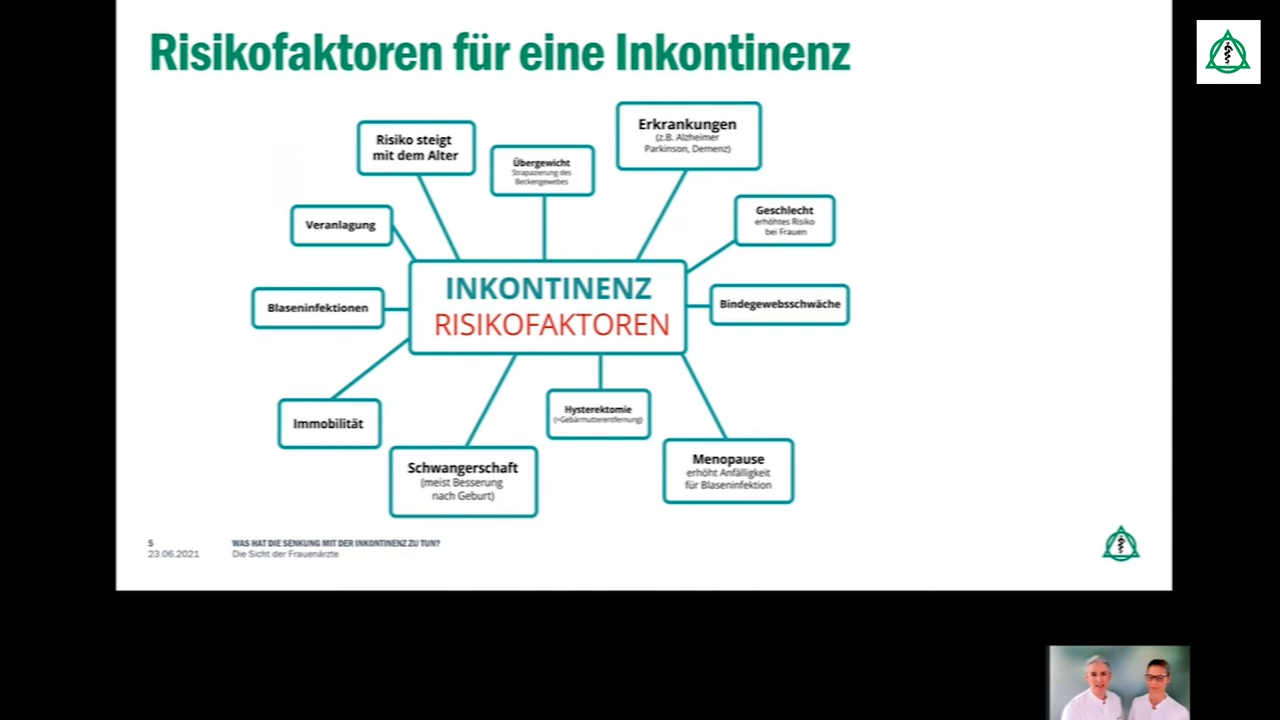 Risikofaktoren für eine Inkontinenz
Erkrankungen
(z.B. Alzheimer
Parkinson, Demenz)
Risiko steigt
mit dem Alter
Übergewicht
Strapazierung des
Beckengewebes
Geschlecht
erhöhtes Risiko
bei Frauen
Veranlagung
INKONTINENZ
RISIKOFAKTOREN
Blaseninfektionen
Bindegewebsschwäche
Immobilität
Hysterektomie
(=Gebärmutterentfernung)
Schwangerschaft
(meist Besserung
nach Geburt)
Menopause
erhöht Anfälligkeit
für Blaseninfektion
5
23.06.2021
WAS HAT DIE SENKUNG MIT DER INKONTINENZ ZU TUN?
Die Sicht der Frauenärzte